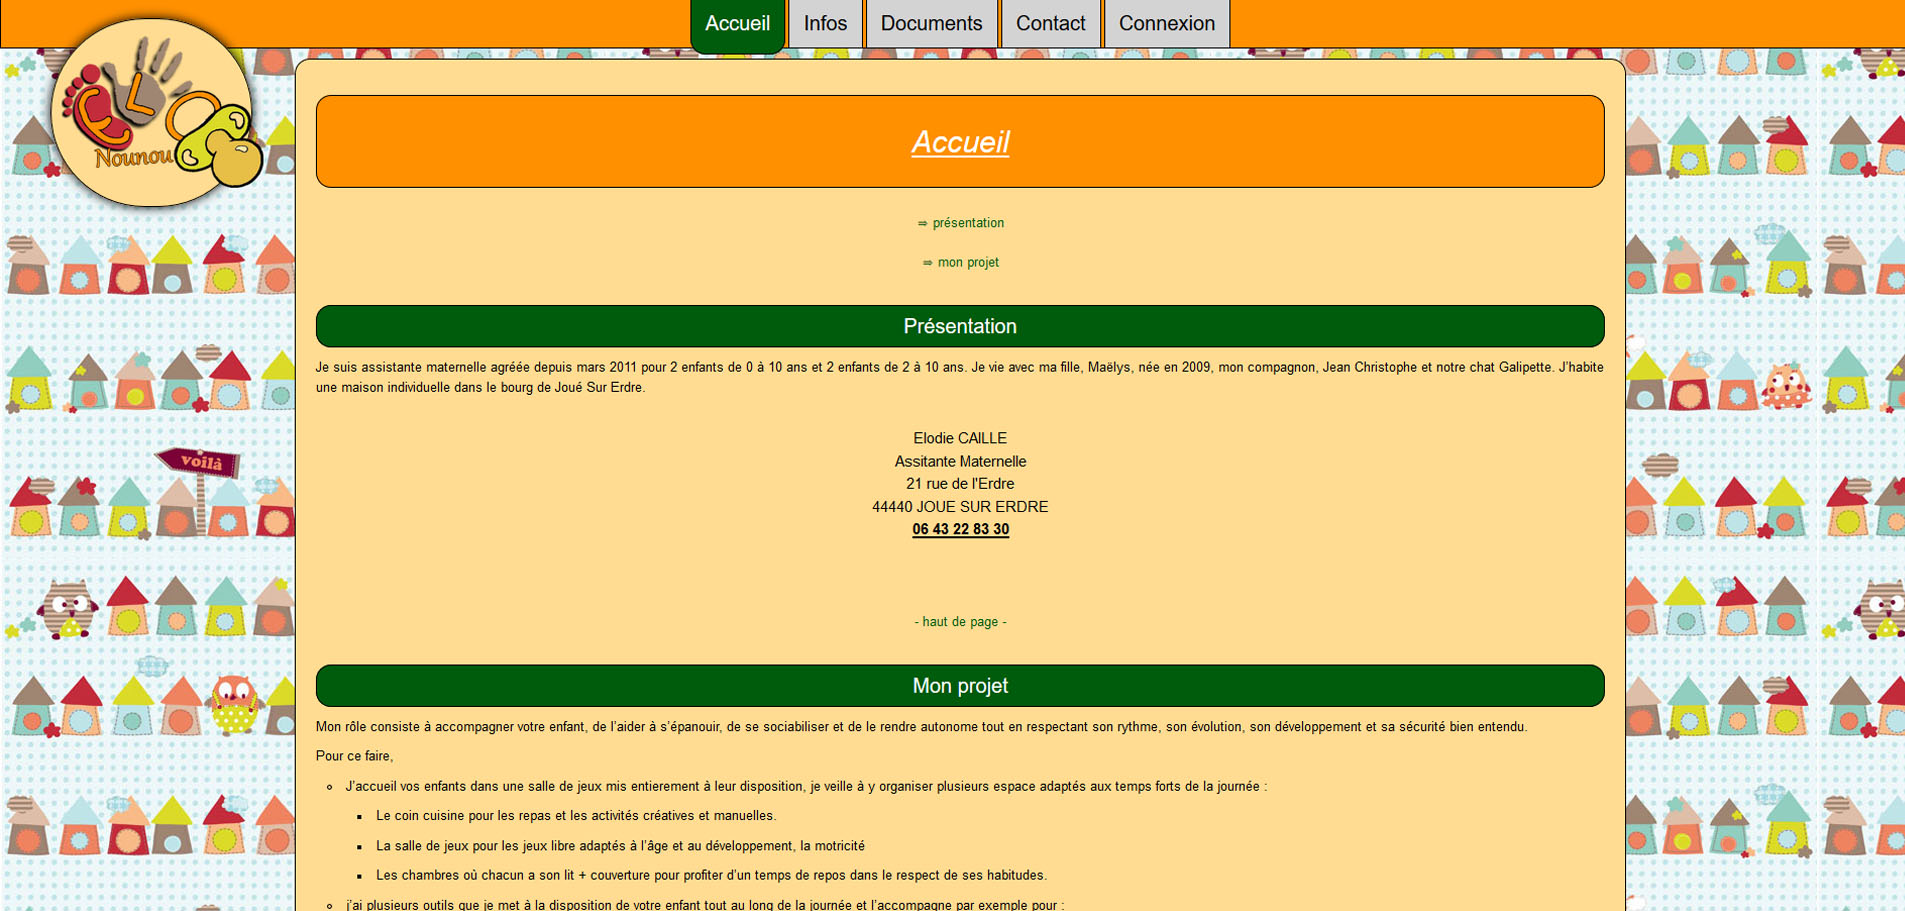 Accueil
Infos
Documents
Contact
Connexion
ELO
Nounou
Accueil
⇒ présentation
⇒ mon projet
Présentation
Je suis assistante maternelle agréée depuis mars 2011 pour 2 enfants de 0 à 10 ans et 2 enfants de 2 à 10 ans. Je vie avec ma fille, Maëlys, née en 2009, mon compagnon, Jean Christophe et notre chat Galipette. J’habite
une maison individuelle dans le bourg de Joué Sur Erdre.
Elodie CAILLE
Assitante Maternelle
21 rue de l'Erdre
44440 JOUE SUR ERDRE
06 43 22 83 30
voilà
- haut de page -
Mon projet
Mon rôle consiste à accompagner votre enfant, de l’aider à s’épanouir, de se sociabiliser et de le rendre autonome tout en respectant son rythme, son évolution, son développement et sa sécurité bien entendu.
Pour ce faire,
J’accueil vos enfants dans une salle de jeux mis entierement à leur disposition, je veille à y organiser plusieurs espace adaptés aux temps forts de la journée :
Le coin cuisine pour les repas et les activités créatives et manuelles.
La salle de jeux pour les jeux libre adaptés à l’âge et au développement, la motricité
Les chambres où chacun a son lit + couverture pour profiter d’un temps de repos dans le respect de ses habitudes.
j’ai plusieurs outils que je met à la disposition de votre enfant tout au long de la journée et l’accompagne par exemple pour :